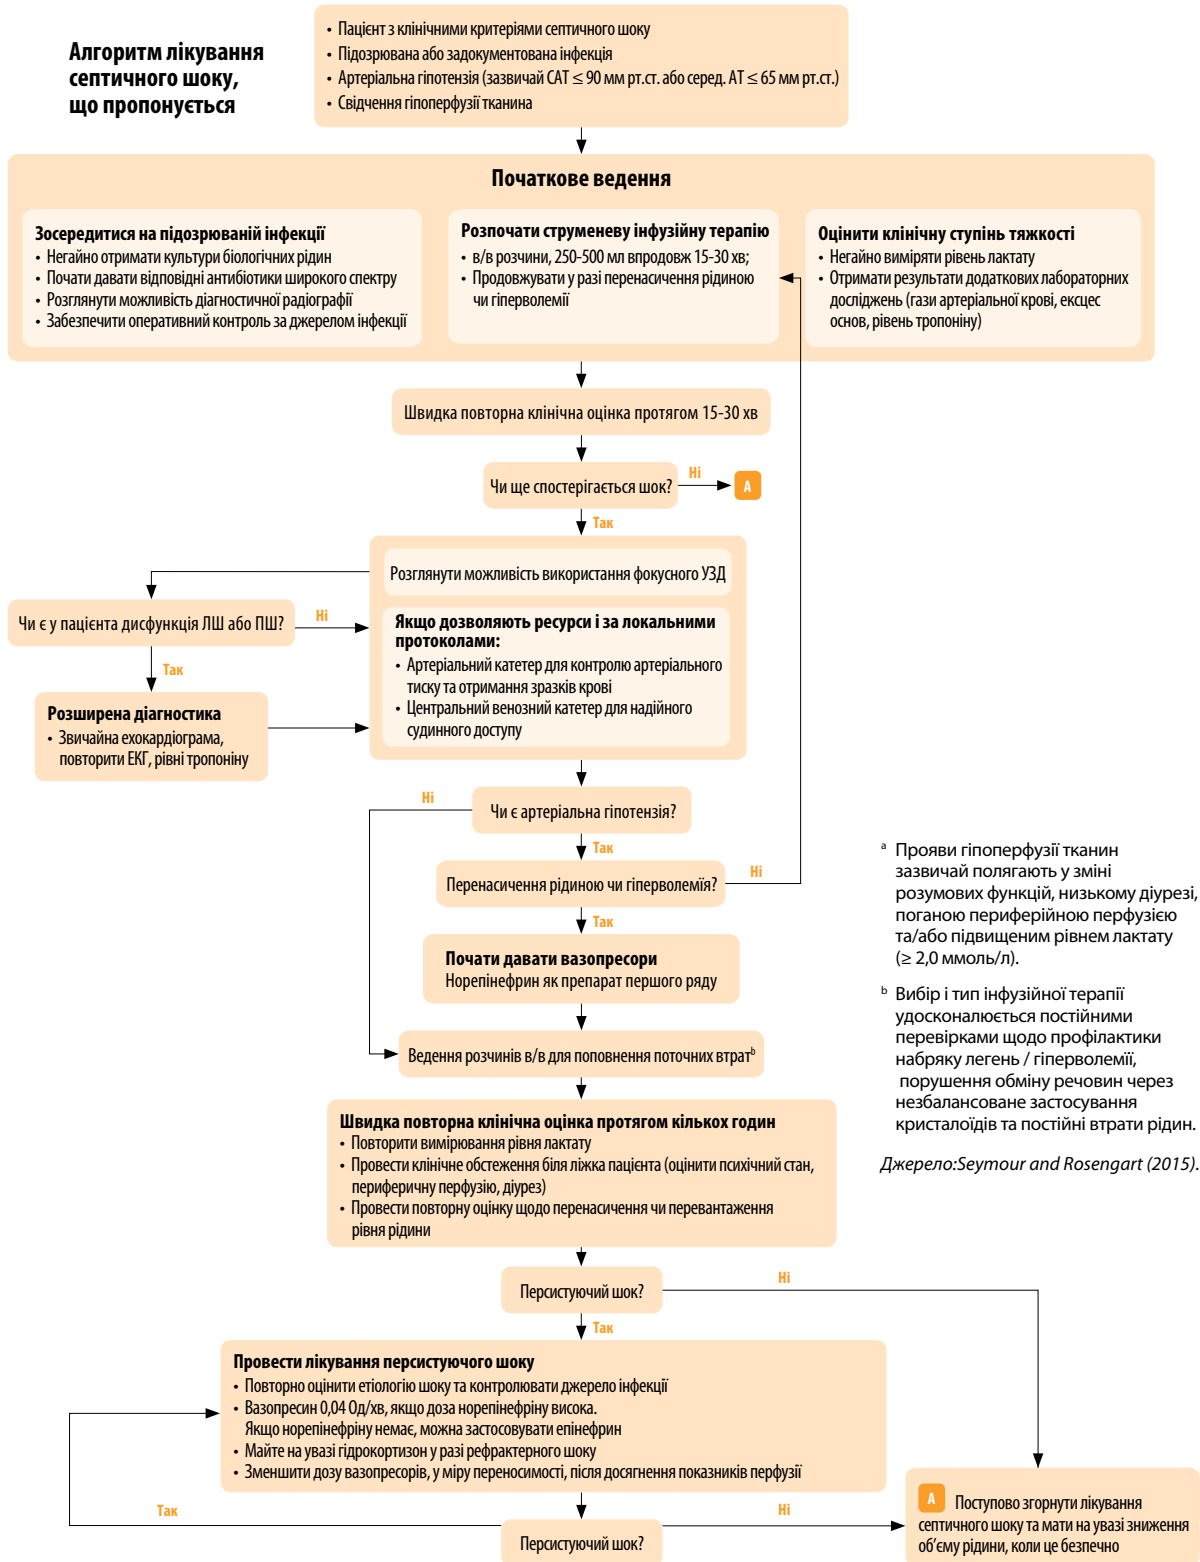 Алгоритм лікування
септичного шоку,
що пропонується
• Пацієнт з клінічними критеріями септичного шоку
• Підозрювана або задокументована інфекція
• Артеріальна гіпотензія (зазвичай САТ ≤ 90 мм рт.ст. або серед. АТ ≤ 65 мм рт.ст.)
• Свідчення гіпоперфузії тканина
Початкове ведення
Зосередитися на підозрюваній інфекції
• Негайно отримати культури біологічних рідин
• Почати давати відповідні антибіотики широкого спектру
• Розглянути можливість діагностичної радіографії
• Забезпечити оперативний контроль за джерелом інфекції
Розпочати струменеву інфузійну терапію
• в/в розчини, 250-500 мл впродовж 15-30 хв;
• Продовжувати у разі перенасичення рідиною
чи гіперволемії
Оцінити клінічну ступінь тяжкості
• Негайно виміряти рівень лактату
• Отримати результати додаткових лабораторних
досліджень (гази артеріальної крові, ексцес
основ, рівень тропоніну)
Швидка повторна клінічна оцінка протягом 15-30 хв
Чи ще спостерігається шок?
Ні
А
Так
Розглянути можливість використання фокусного УЗД
Чи є у пацієнта дисфункція ЛШ або ПШ?
Ні
Якщо дозволяють ресурси і за локальними
протоколами:
• Артеріальний катетер для контролю артеріального
тиску та отримання зразків крові
• Центральний венозний катетер для надійного
судинного доступу
Так
Розширена діагностика
• Звичайна ехокардіограма,
повторити ЕКГ, рівні тропоніну
Ні
Чи є артеріальна гіпотензія?
Так
Перенасичення рідиною чи гіперволемія?
Ні
Так
Почати давати вазопресори
Норепінефрин як препарат першого ряду
Ведення розчинів в/в для поповнення поточних втратᵇ
ᵃ Прояви гіпоперфузії тканин
зазвичай полягають у зміні
розумових функцій, низькому діурезі,
поганою периферійною перфузією
та/або підвищеним рівнем лактату
(≥ 2,0 ммоль/л).
ᵇ Вибір і тип інфузійної терапії
удосконалюється постійними
перевірками щодо профілактики
набряку легень / гіперволемії,
порушення обміну речовин через
незбалансоване застосування
кристалоїдів та постійні втрати рідин.
Джерело:Seymour and Rosengart (2015).
Швидка повторна клінічна оцінка протягом кількох годин
• Повторити вимірювання рівня лактату
• Провести клінічне обстеження біля ліжка пацієнта (оцінити психічний стан,
периферичну перфузію, діурез)
• Провести повторну оцінку щодо перенасичення чи перевантаження
рівня рідини
Персистуючий шок?
Ні
Так
Провести лікування персистуючого шоку
• Повторно оцінити етіологію шоку та контролювати джерело інфекції
• Вазопресин 0,04 Од/хв, якщо доза норепінефріну висока.
Якщо норепінефріну немає, можна застосовувати епінефрин
• Майте на увазі гідрокортизон у разі рефрактерного шоку
• Зменшити дозу вазопресорів, у міру переносимості, після досягнення показників перфузії
Так
Персистуючий шок?
Ні
А Поступово згорнути лікування
септичного шоку та мати на увазі зниження
об’єму рідини, коли це безпечно